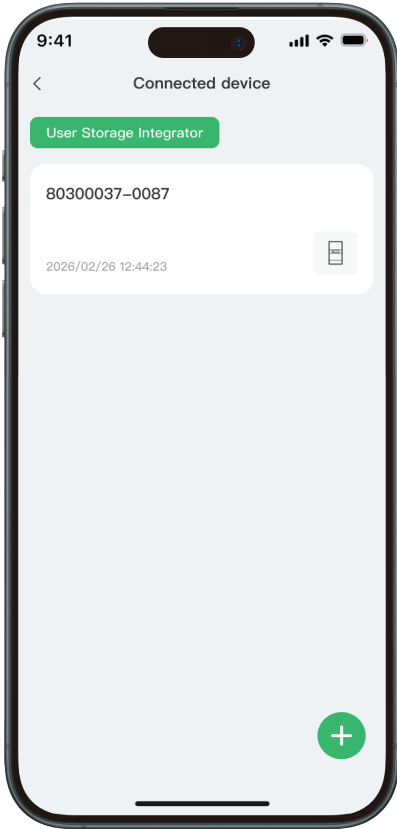 9:41
Connected device
User Storage Integrator
80300037-0087
2026/02/26 12:44:23